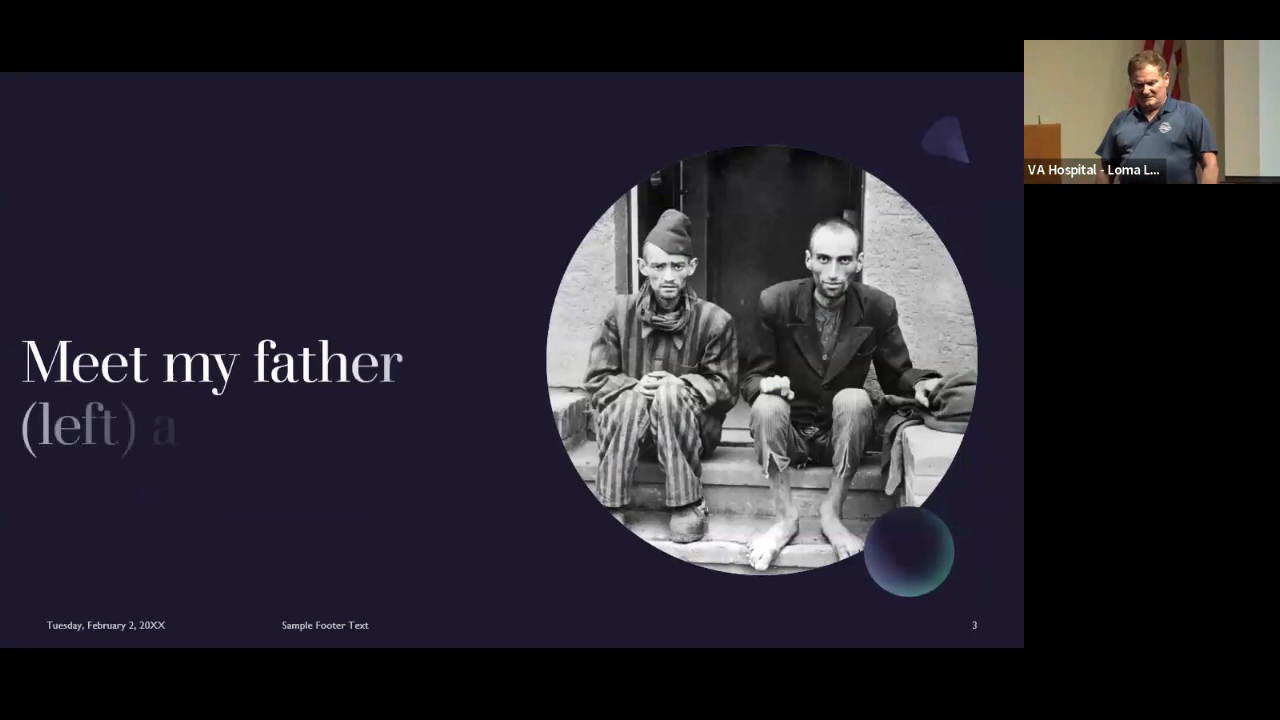 Meet my father
(left) a
Tuesday, February 2, 20XX
Sample Footer Text
3
VA Hospital - Loma L...